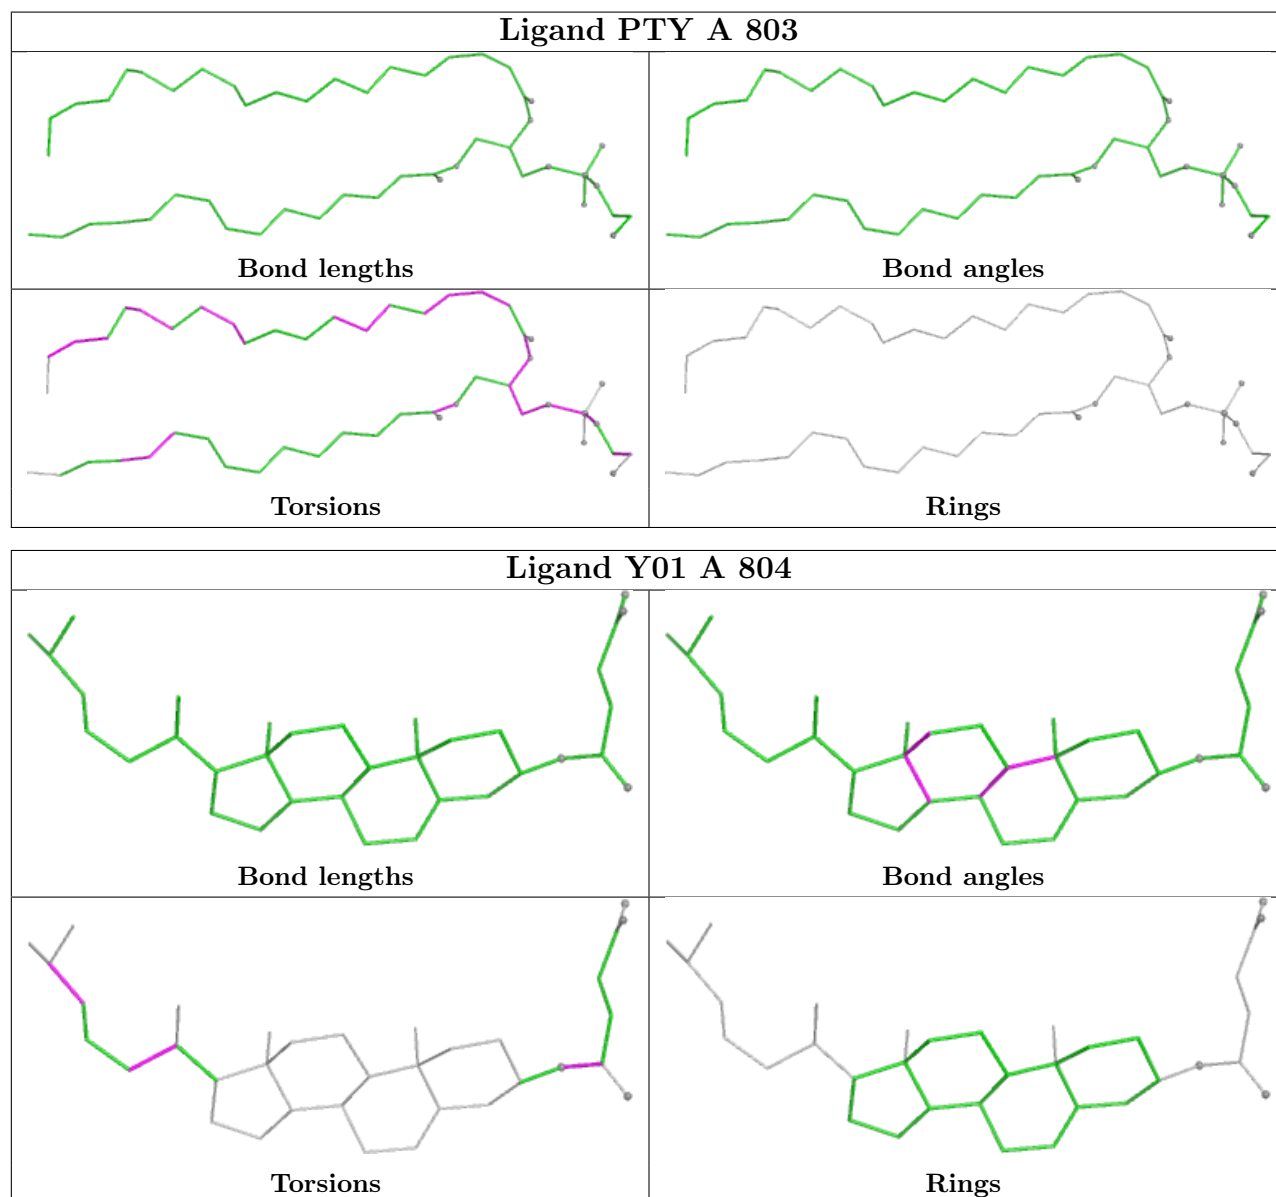 Ligand PTY A 803
Bond lengths
Bond angles
Torsions
Rings
Ligand Y01 A 804
Bond lengths
Bond angles
Torsions
Rings